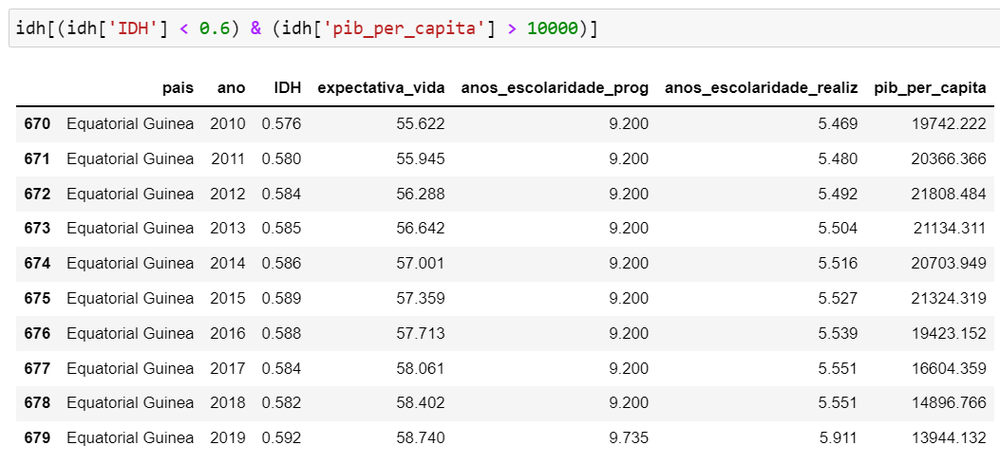 idh[(idh['IDH'] < 0.6) & (idh['pib_per_capita'] > 10000)]
pais ano IDH expectativa_vida anos_escolaridade_prog anos_escolaridade_realiz pib_per_capita
670 Equatorial Guinea 2010 0.576 55.622 9.200 5.469 19742.222
671 Equatorial Guinea 2011 0.580 55.945 9.200 5.480 20366.366
672 Equatorial Guinea 2012 0.584 56.288 9.200 5.492 21808.484
673 Equatorial Guinea 2013 0.585 56.642 9.200 5.504 21134.311
674 Equatorial Guinea 2014 0.586 57.001 9.200 5.516 20703.949
675 Equatorial Guinea 2015 0.589 57.359 9.200 5.527 21324.319
676 Equatorial Guinea 2016 0.588 57.713 9.200 5.539 19423.152
677 Equatorial Guinea 2017 0.584 58.061 9.200 5.551 16604.359
678 Equatorial Guinea 2018 0.582 58.402 9.200 5.551 14896.766
679 Equatorial Guinea 2019 0.592 58.740 9.735 5.911 13944.132